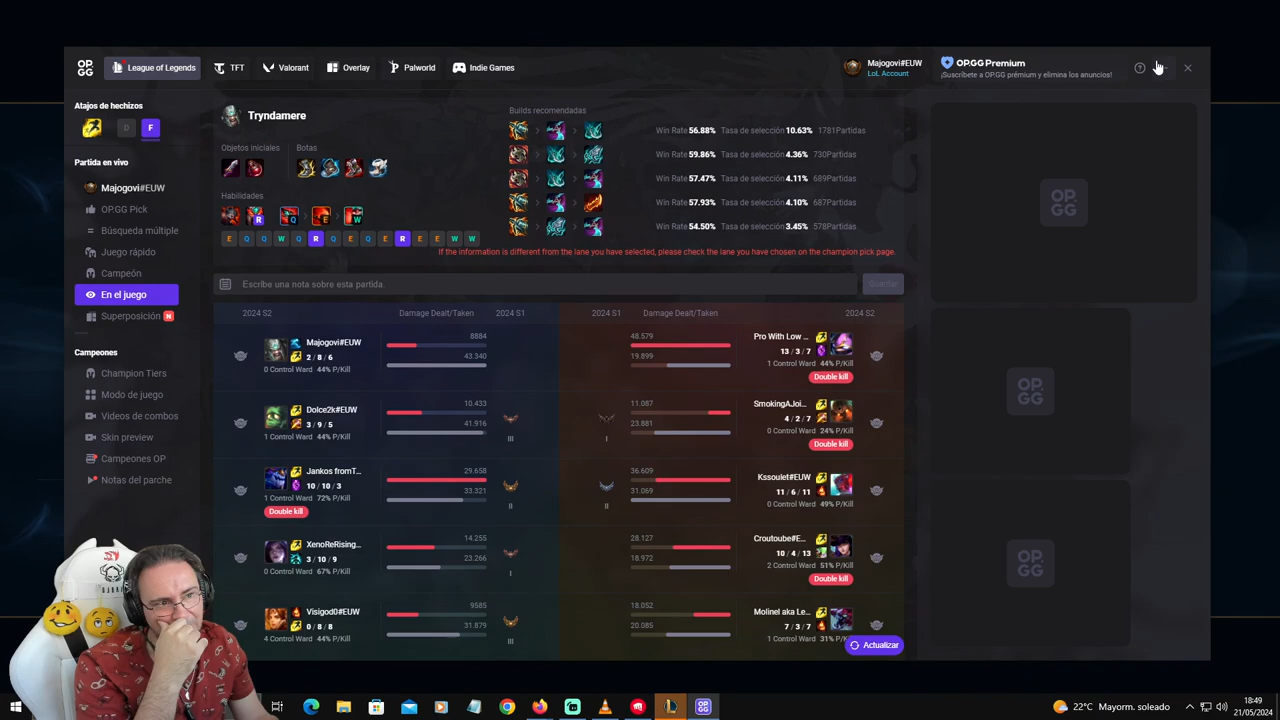 OP.GG
League of Legends
TFT
Valorant
Overlay
Palworld
Indie Games
Majogovi#EUW
LoL Account
OP.GG Premium
¡Suscríbete a OP.GG prémium y elimina los anuncios!
Atajos de hechizos
D
F
Partida en vivo
Majogovi#EUW
OP.GG Pick
Búsqueda múltiple
Juego rápido
Campeón
En el juego
Superposición N
Campeones
Champion Tiers
Modo de juego
Vídeos de combos
Skin preview
Campeones OP
Notas del parche
Tryndamere
Objetos iniciales
Botas
Habilidades
R Q E W
E Q Q W Q R Q E Q E R E E W W
Builds recomendadas
Win Rate 56.88% Tasa de selección 10.63% 1781Partidas
Win Rate 59.86% Tasa de selección 4.36% 730Partidas
Win Rate 57.47% Tasa de selección 4.11% 689Partidas
Win Rate 57.93% Tasa de selección 4.10% 687Partidas
Win Rate 54.50% Tasa de selección 3.45% 578Partidas
If the information is different from the lane you have selected, please check the lane you have chosen on the champion pick page.
Escribe una nota sobre esta partida.
Guardar
2024 S2 Damage Dealt/Taken 2024 S1 2024 S1 Damage Dealt/Taken 2024 S2
Majogovi#EUW
2 / 8 / 6
0 Control Ward 44% P/Kill
8884
43.340
48.579
19.899
Pro With Low ...
13 / 3 / 7
1 Control Ward 44% P/Kill
Double kill
Dolce2k#EUW
3 / 9 / 5
1 Control Ward 44% P/Kill
10.433
41.916
III
I
11.087
23.881
SmokingAJoi...
4 / 2 / 7
0 Control Ward 24% P/Kill
Double kill
Jankos fromT...
10 / 10 / 3
1 Control Ward 72% P/Kill
Double kill
29.658
33.321
II
II
36.609
31.069
Kssoulet#EUW
11 / 6 / 11
0 Control Ward 49% P/Kill
XenoReRising...
3 / 10 / 9
0 Control Ward 67% P/Kill
14.255
23.266
I
28.127
18.972
Croutoube#E...
10 / 4 / 13
2 Control Ward 51% P/Kill
Double kill
Visigod0#EUW
0 / 8 / 8
4 Control Ward 44% P/Kill
9585
31.879
III
18.052
20.085
Molinel aka Le...
7 / 3 / 7
1 Control Ward 31% P/Kill
Actualizar
OP.GG
OP.GG
OP.GG
22°C Mayorm. soleado
18:49
21/05/2024